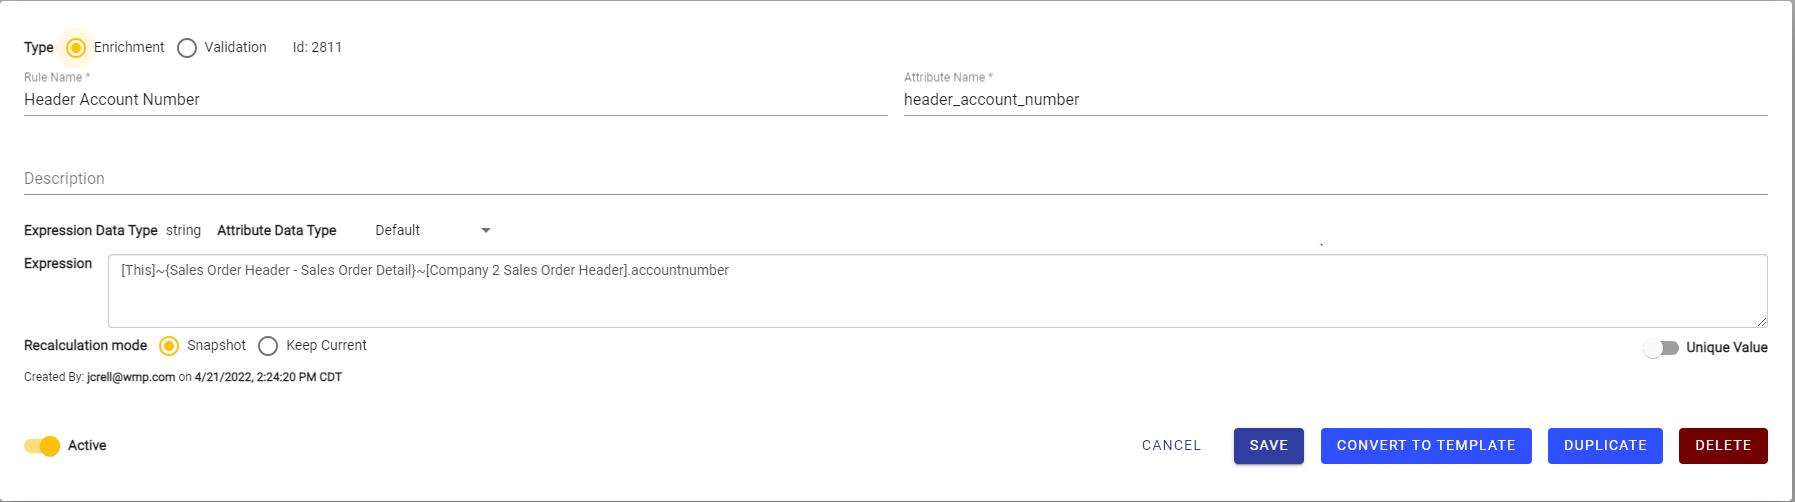 Type Enrichment Validation Id: 2811
Rule Name * Attribute Name *
Header Account Number header_account_number
Description
Expression Data Type string Attribute Data Type Default
Expression [This]~{Sales Order Header - Sales Order Detail}~[Company 2 Sales Order Header].accountnumber
Recalculation mode Snapshot Keep Current Unique Value
Created By: jcrell@wmp.com on 4/21/2022, 2:24:20 PM CDT
Active CANCEL SAVE CONVERT TO TEMPLATE DUPLICATE DELETE